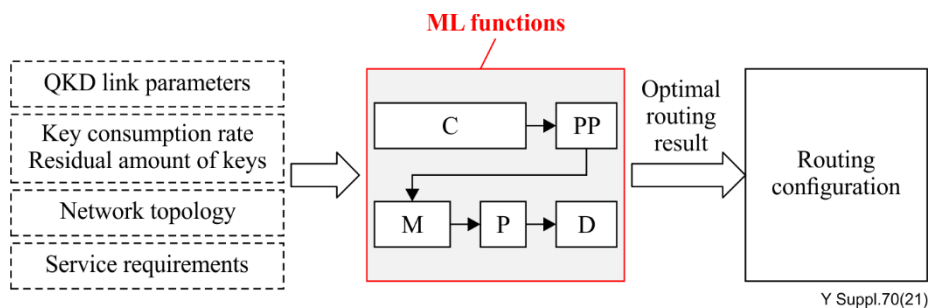 ML functions
QKD link parameters
Key consumption rate
Residual amount of keys
Network topology
Service requirements
C
PP
M
P
D
Optimal
routing
result
Routing
configuration
Y Suppl.70(21)